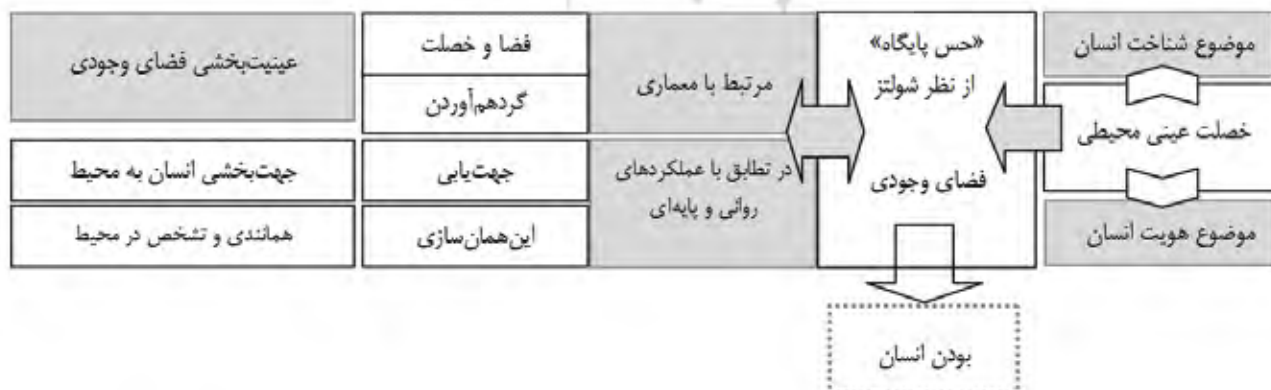 موضوع شناخت انسان
خصلت عینی محیطی
موضوع هویت انسان
«حس پایگاه»
از نظر شولتز
فضای وجودی
بودن انسان
مرتبط با معماری
در تطابق با عملکردهای
روانی و پایه‌ای
فضا و خصلت
گردهم‌آوردن
جهت‌یابی
این‌همان‌سازی
عینیت‌بخشی فضای وجودی
جهت‌بخشی انسان به محیط
همانندی و تشخص در محیط